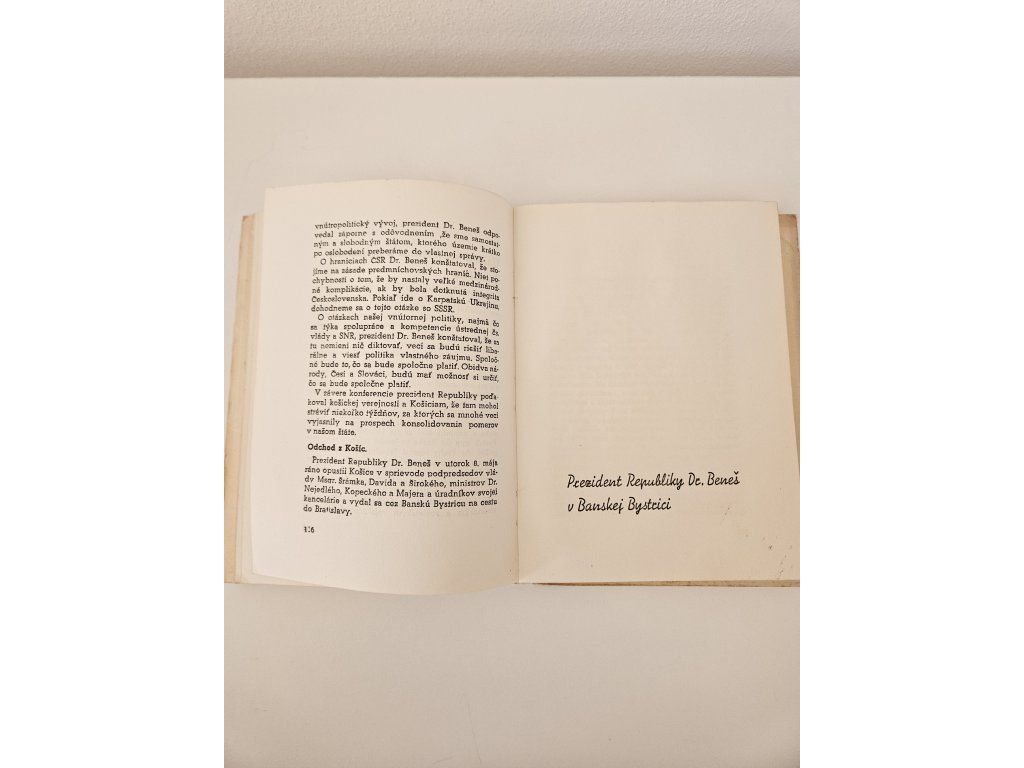 vnútropolitický vývoj, prezident Dr. Beneš odpo-
vedal záporne s odôvodnením ‚že sme samostat-
ným a slobodným štátom, ktorého územie krátko
po oslobodení preberáme do vlastnej správy.
O hraniciach ČSR Dr. Beneš konštatoval, že sto-
jíme na zásade predmníchovských hraníc. Niet po-
chybnosti o tom, že by nastaly veľké medzinárod-
né komplikácie, ak by bola dotknutá integrita
Československa. Pokiaľ ide o Karpatskú Ukrajinu,
dohodneme sa o tejto otázke so SSSR.
O otázkach našej vnútornej politiky, najmä čo
sa týka spolupráce a kompetencie ústrednej čs.
vlády a SNR, prezident Dr. Beneš konštatoval, že sa
tu nemieni nič diktovať, veci sa budú riešiť libe-
rálne a viesť politika vlastného záujmu. Spoloč-
né bude to, čo sa bude spoločne platiť. Obidva ná-
rody, Česi a Slováci, budú mať možnosť si určiť,
čo sa bude spoločne platiť.
V závere konferencie prezident Republiky poďa-
koval košickej verejnosti a Košiciam, že tam mohol
stráviť niekoľko týždňov, za ktorých sa mnohé veci
vyjasnily na prospech konsolidovania pomerov
v našom štáte.
Odchod z Košíc.
Prezident Republiky Dr. Beneš v utorok 8. mája
ráno opustil Košice v sprievode podpredsedov vlá-
dy Msgr. Šrámka, Davida a Širokého, ministrov Dr.
Nejedlého, Kopeckého a Majera a úradníkov svojej
kancelárie a vydal sa cez Banskú Bystricu na cestu
do Bratislavy.
Prezident Republiky Dr. Beneš
v Banskej Bystrici